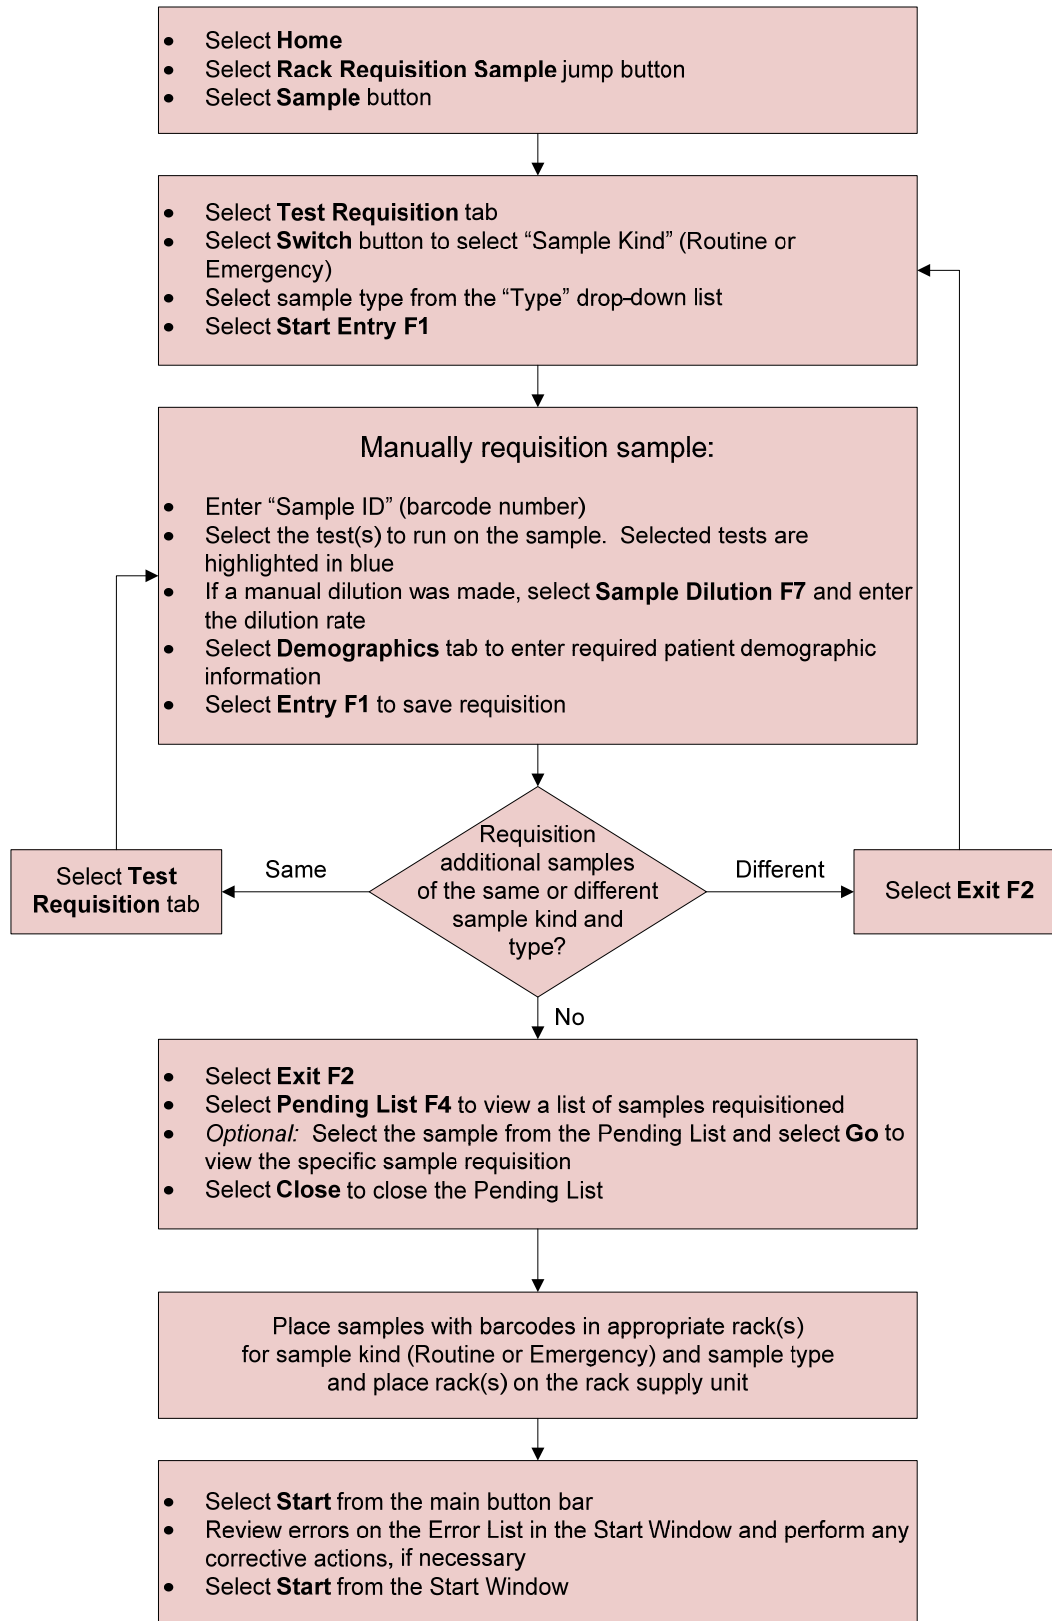 • Select Home
• Select Rack Requisition Sample jump button
• Select Sample button
• Select Test Requisition tab
• Select Switch button to select “Sample Kind” (Routine or
Emergency)
• Select sample type from the “Type” drop-down list
• Select Start Entry F1
Manually requisition sample:
• Enter “Sample ID” (barcode number)
• Select the test(s) to run on the sample.  Selected tests are
highlighted in blue
• If a manual dilution was made, select Sample Dilution F7 and enter
the dilution rate
• Select Demographics tab to enter required patient demographic
information
• Select Entry F1 to save requisition
Requisition
additional samples
of the same or different
sample kind and
type?
Same
Select Test
Requisition tab
Different
Select Exit F2
No
• Select Exit F2
• Select Pending List F4 to view a list of samples requisitioned
• Optional:  Select the sample from the Pending List and select Go to
view the specific sample requisition
• Select Close to close the Pending List
Place samples with barcodes in appropriate rack(s)
for sample kind (Routine or Emergency) and sample type
and place rack(s) on the rack supply unit
• Select Start from the main button bar
• Review errors on the Error List in the Start Window and perform any
corrective actions, if necessary
• Select Start from the Start Window